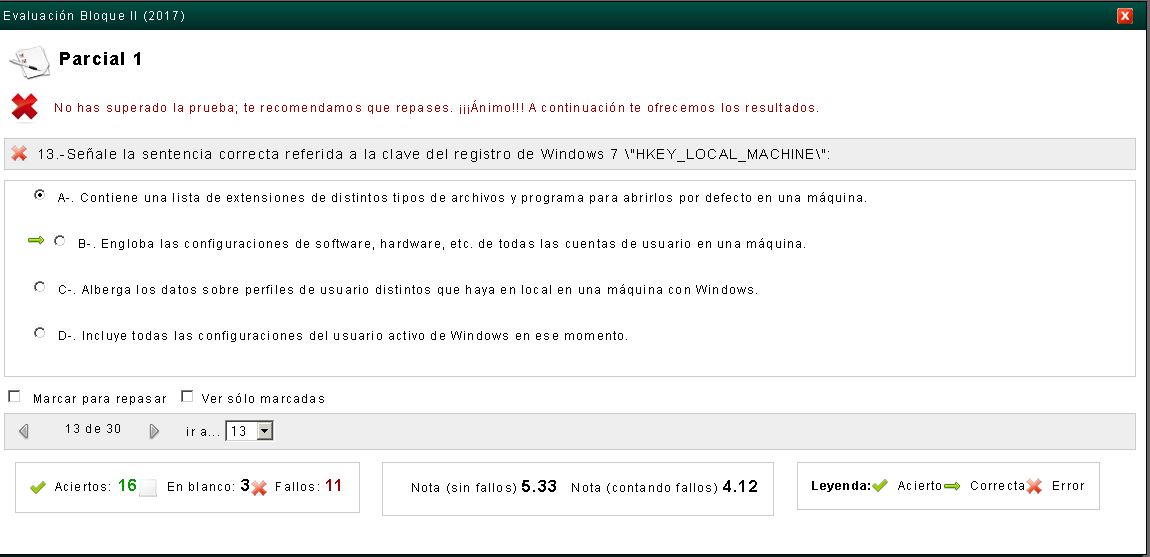 Evaluación Bloque II (2017)
Parcial 1
No has superado la prueba; te recomendamos que repases. ¡¡¡Ánimo!!! A continuación te ofrecemos los resultados.
13.-Señale la sentencia correcta referida a la clave del registro de Windows 7 \"HKEY_LOCAL_MACHINE\":
A-. Contiene una lista de extensiones de distintos tipos de archivos y programa para abrirlos por defecto en una máquina.
B-. Engloba las configuraciones de software, hardware, etc. de todas las cuentas de usuario en una máquina.
C-. Alberga los datos sobre perfiles de usuario distintos que haya en local en una máquina con Windows.
D-. Incluye todas las configuraciones del usuario activo de Windows en ese momento.
Marcar para repasar Ver sólo marcadas
13 de 30 ir a... 13
Aciertos: 16 En blanco: 3 Fallos: 11 Nota (sin fallos) 5.33 Nota (contando fallos) 4.12 Leyenda: Acierto Correcta Error